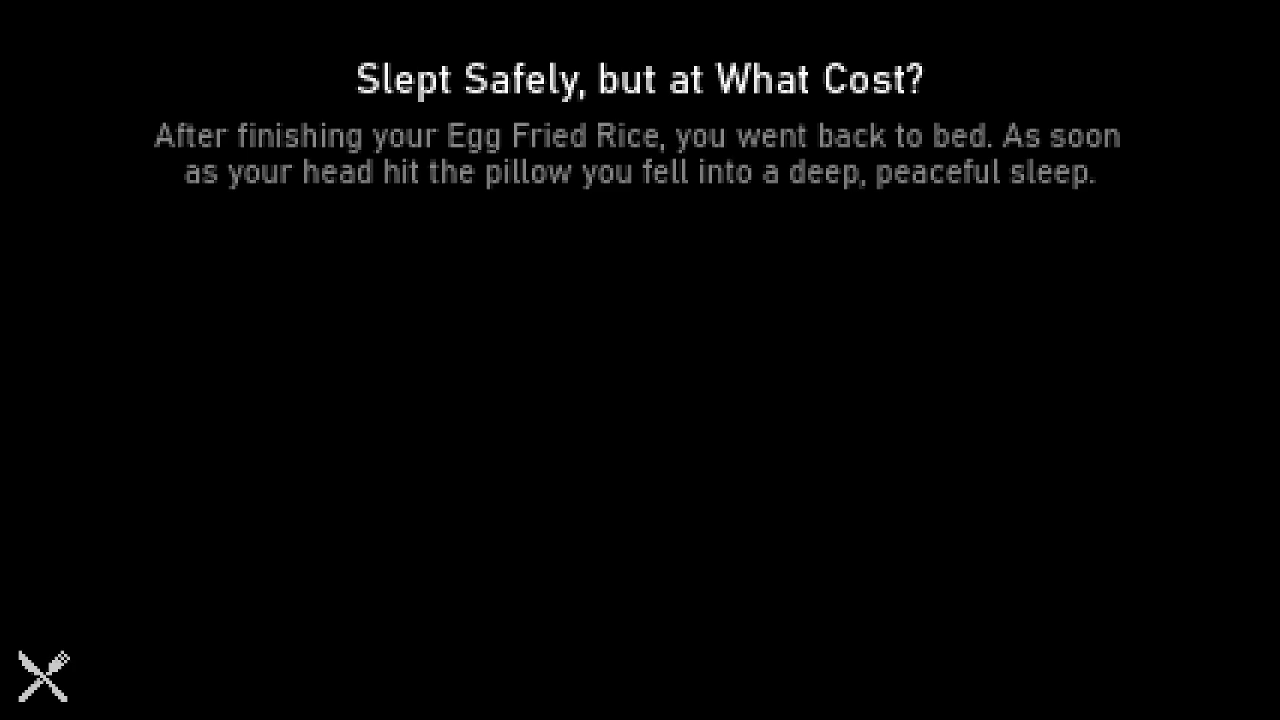 Slept Safely, but at What Cost?
After finishing your Egg Fried Rice, you went back to bed. As soon
as your head hit the pillow you fell into a deep, peaceful sleep.